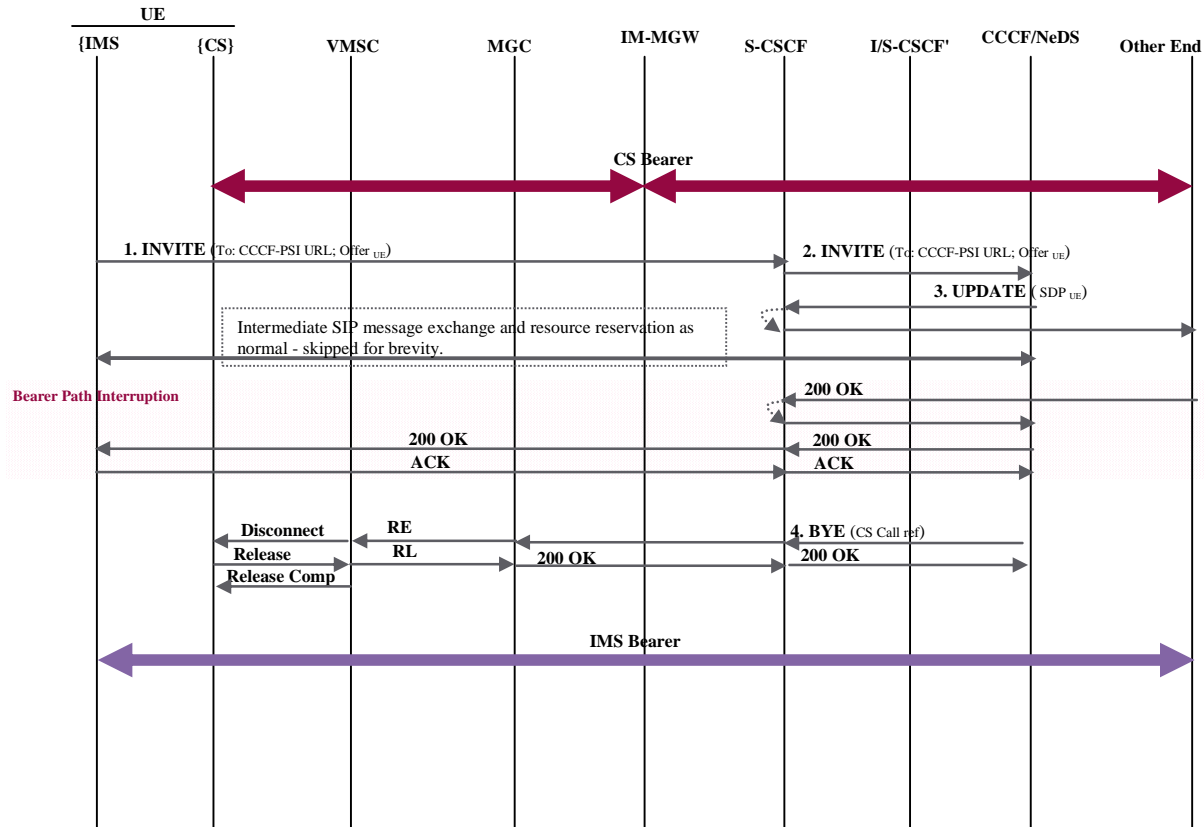 UE
{IMS {CS} VMSC MGC IM-MGW S-CSCF I/S-CSCF' CCCF/NeDS Other End
CS Bearer
1. INVITE (To: CCCF-PSI URL; Offer UE)
2. INVITE (To: CCCF-PSI URL; Offer UE)
3. UPDATE ( SDP UE)
Intermediate SIP message exchange and resource reservation as
normal - skipped for brevity.
Bearer Path Interruption
200 OK
200 OK 200 OK
ACK ACK
Disconnect RE 4. BYE (CS Call ref)
Release RL 200 OK 200 OK
Release Comp
IMS Bearer